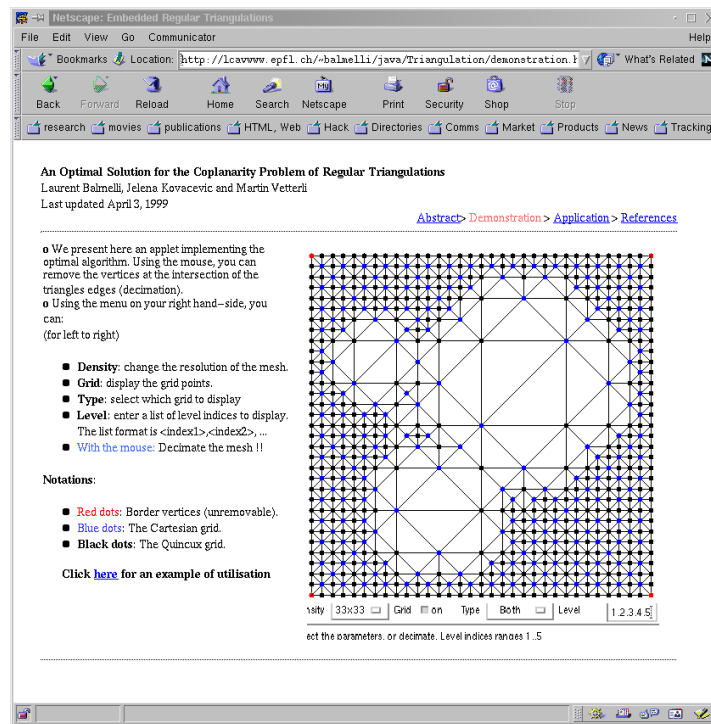 Netscape: Embedded Regular Triangulations
File Edit View Go Communicator Help
Bookmarks Location: http://lcavwww.epfl.ch/~balmelli/java/Triangulation/demonstration. What's Related
Back Forward Reload Home Search Netscape Print Security Shop Stop
research movies publications HTML, Web Hack Directories Comms Market Products News Tracking
An Optimal Solution for the Coplanarity Problem of Regular Triangulations
Laurent Balmelli, Jelena Kovacevic and Martin Vetterli
Last updated April 3, 1999
Abstract> Demonstration > Application > References
o We present here an applet implementing the
optimal algorithm. Using the mouse, you can
remove the vertices at the intersection of the
triangles edges (decimation).
o Using the menu on your right hand-side, you
can:
(for left to right)
Density: change the resolution of the mesh.
Grid: display the grid points.
Type: select which grid to display
Level: enter a list of level indices to display.
The list format is <index1>,<index2>, ...
With the mouse: Decimate the mesh !!
Notations:
Red dots: Border vertices (unremovable).
Blue dots: The Cartesian grid.
Black dots: The Quincux grid.
Click here for an example of utilisation
nsity 33x33 Grid on Type Both Level 1.2.3.4.5
ect the parameters, or decimate. Level indices ranges 1..5